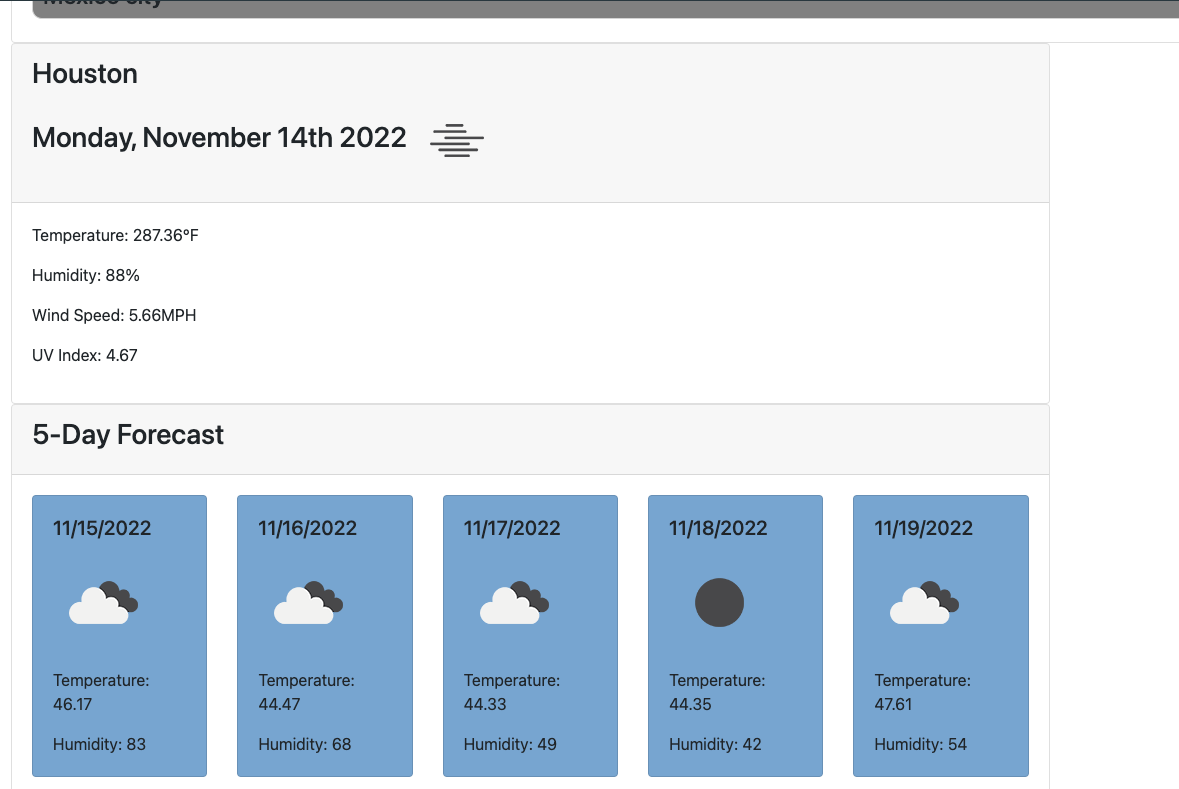 Mexico city
Houston
Monday, November 14th 2022
Temperature: 287.36°F
Humidity: 88%
Wind Speed: 5.66MPH
UV Index: 4.67
5-Day Forecast
11/15/2022
Temperature:
46.17
Humidity: 83
11/16/2022
Temperature:
44.47
Humidity: 68
11/17/2022
Temperature:
44.33
Humidity: 49
11/18/2022
Temperature:
44.35
Humidity: 42
11/19/2022
Temperature:
47.61
Humidity: 54